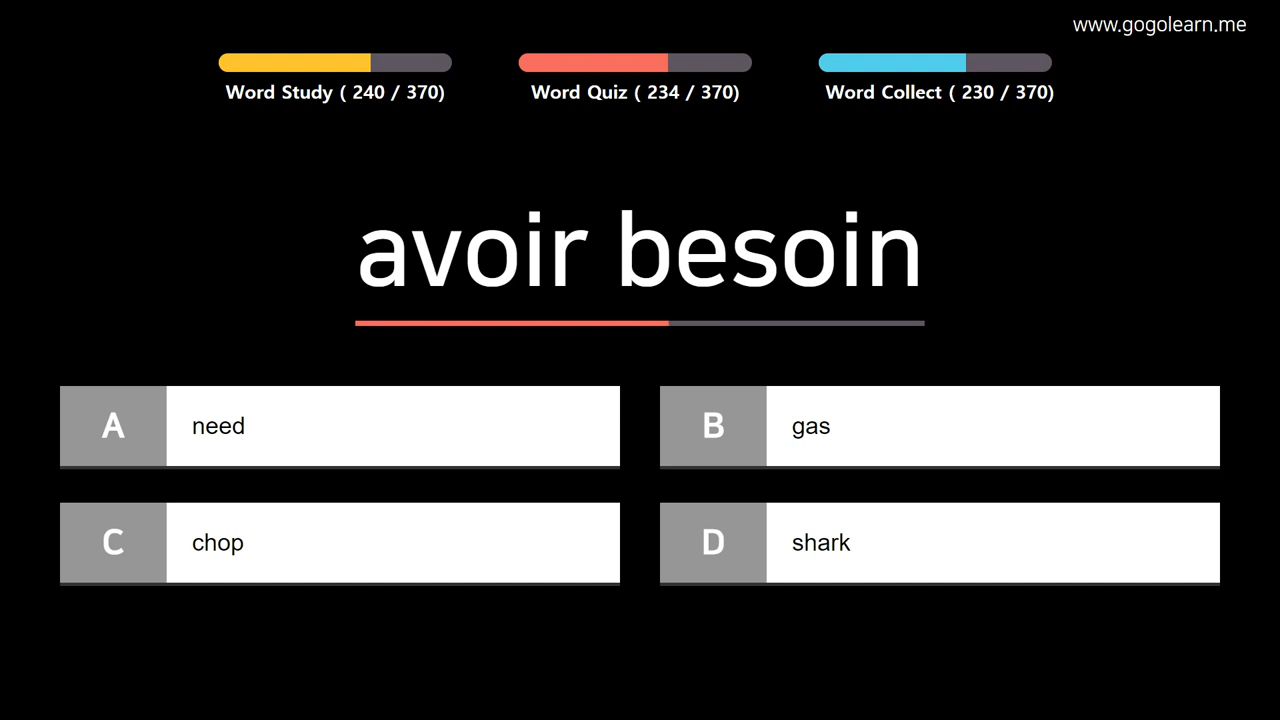 www.gogolearn.me
Word Study ( 240 / 370)
Word Quiz ( 234 / 370)
Word Collect ( 230 / 370)
avoir besoin
A need
B gas
C chop
D shark